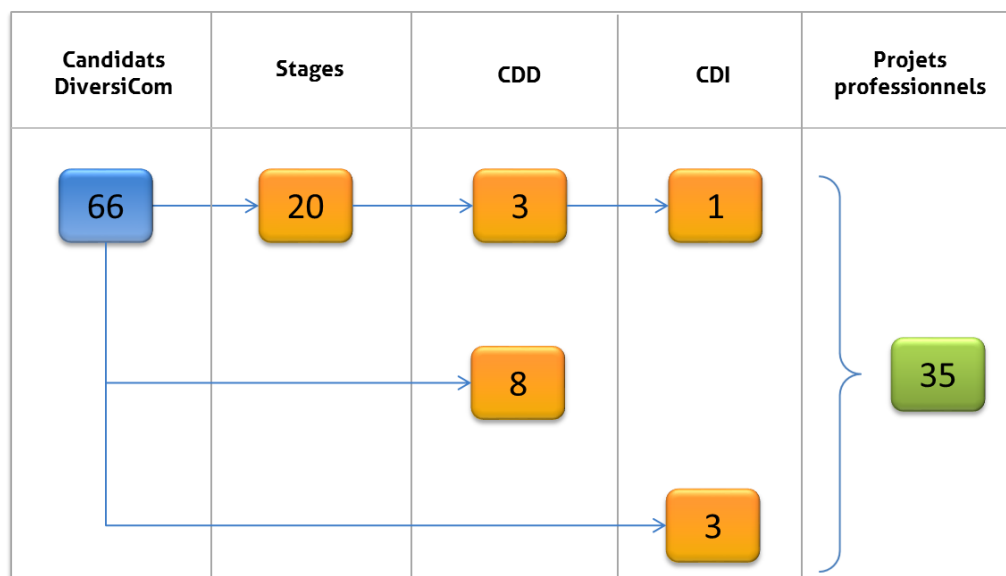 Candidats
DiversiCom
Stages
CDD
CDI
Projets
professionnels
66
20
3
1
8
35
3